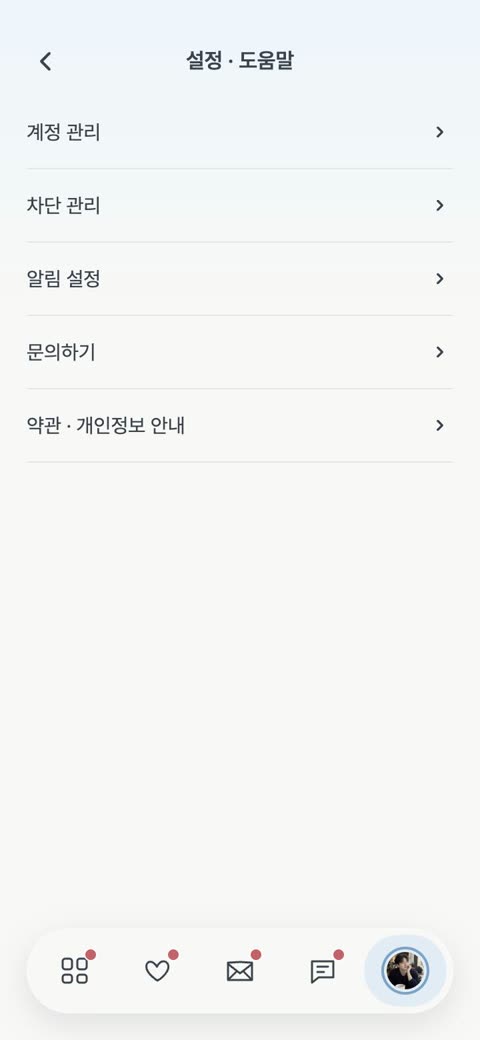 설정 · 도움말
계정 관리
차단 관리
알림 설정
문의하기
약관 · 개인정보 안내